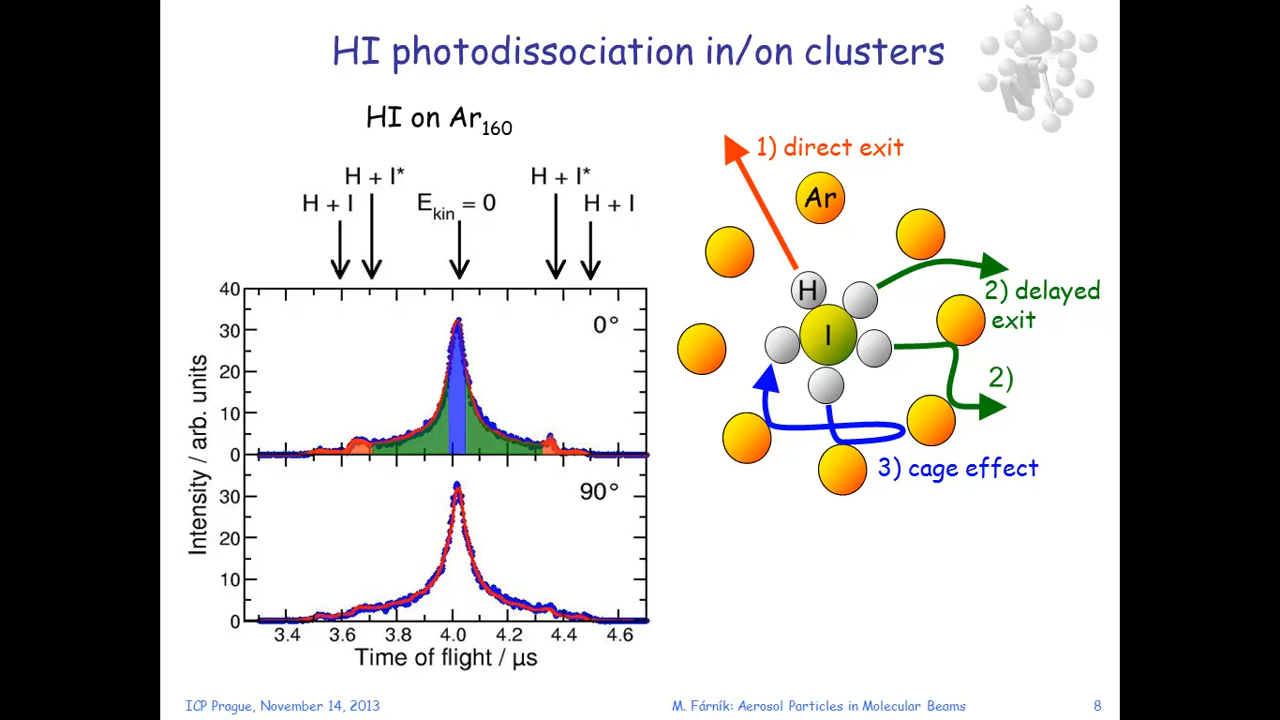 HI photodissociation in/on clusters
HI on Ar160
H + I*
H + I*
H + I
Ekin = 0
H + I
1) direct exit
Ar
H
I
2) delayed
exit
2)
3) cage effect
Intensity / arb. units
40
30
20
10
0
0°
30
20
10
0
90°
3.4 3.6 3.8 4.0 4.2 4.4 4.6
Time of flight / µs
ICP Prague, November 14, 2013
M. Fárník: Aerosol Particles in Molecular Beams
8